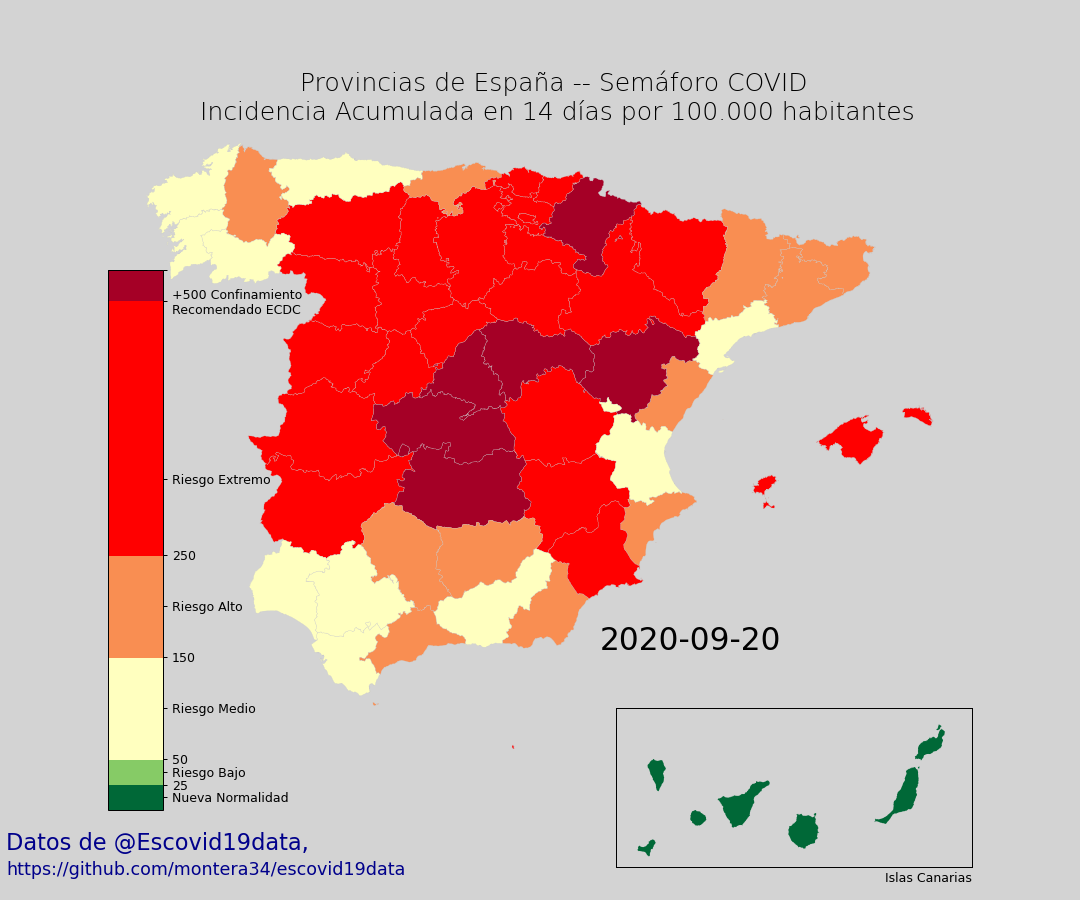 Provincias de España -- Semáforo COVID
Incidencia Acumulada en 14 días por 100.000 habitantes
+500 Confinamiento
Recomendado ECDC
Riesgo Extremo
250
Riesgo Alto
150
Riesgo Medio
50
Riesgo Bajo
25
Nueva Normalidad
2020-09-20
Islas Canarias
Datos de @Escovid19data,
https://github.com/montera34/escovid19data